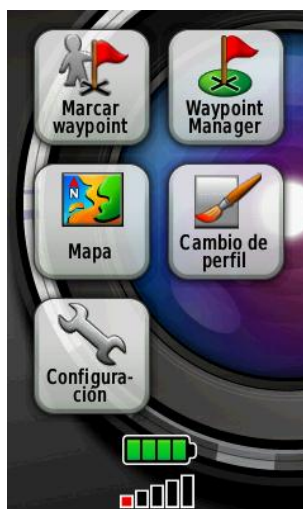 Marcar
waypoint
Waypoint
Manager
N
Mapa
Cambio de
perfil
Configura-
ción